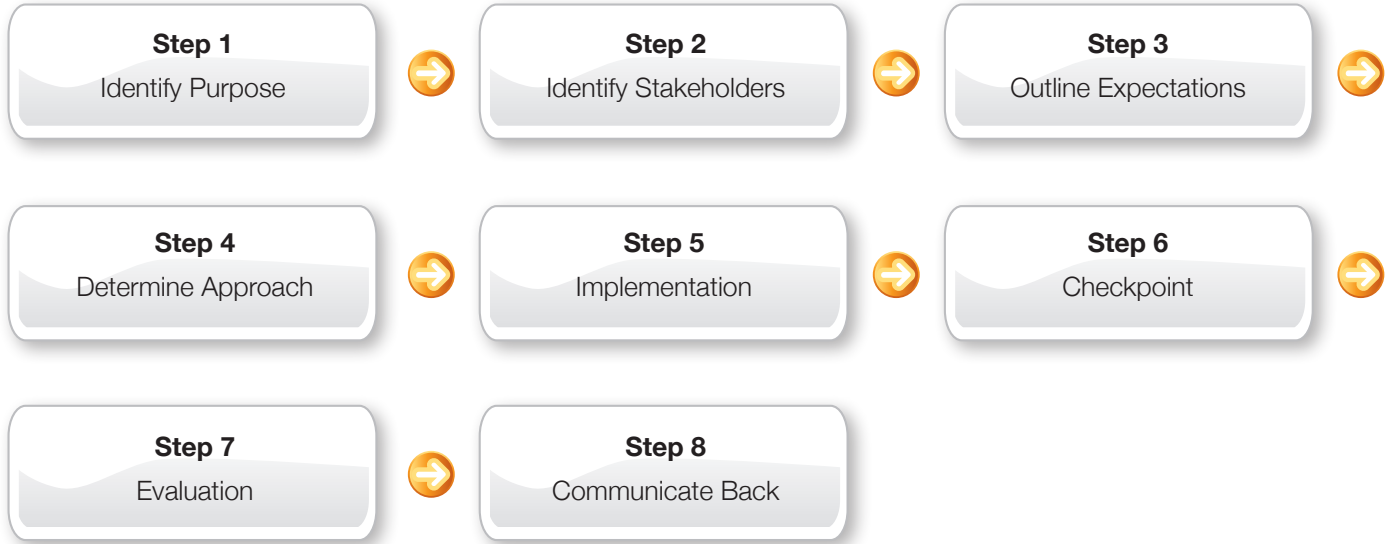 Step 1
Identify Purpose
Step 2
Identify Stakeholders
Step 3
Outline Expectations
Step 4
Determine Approach
Step 5
Implementation
Step 6
Checkpoint
Step 7
Evaluation
Step 8
Communicate Back